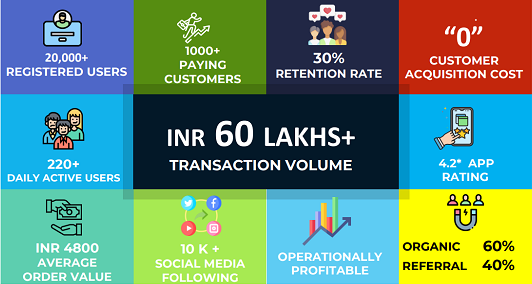 20,000+
REGISTERED USERS
1000+
PAYING
CUSTOMERS
30%
RETENTION RATE
“0”
CUSTOMER
ACQUISITION COST
220+
DAILY ACTIVE USERS
INR 60 LAKHS+
TRANSACTION VOLUME
4.2* APP
RATING
INR 4800
AVERAGE
ORDER VALUE
10 K +
SOCIAL MEDIA
FOLLOWING
OPERATIONALLY
PROFITABLE
ORGANIC 60%
REFERRAL 40%